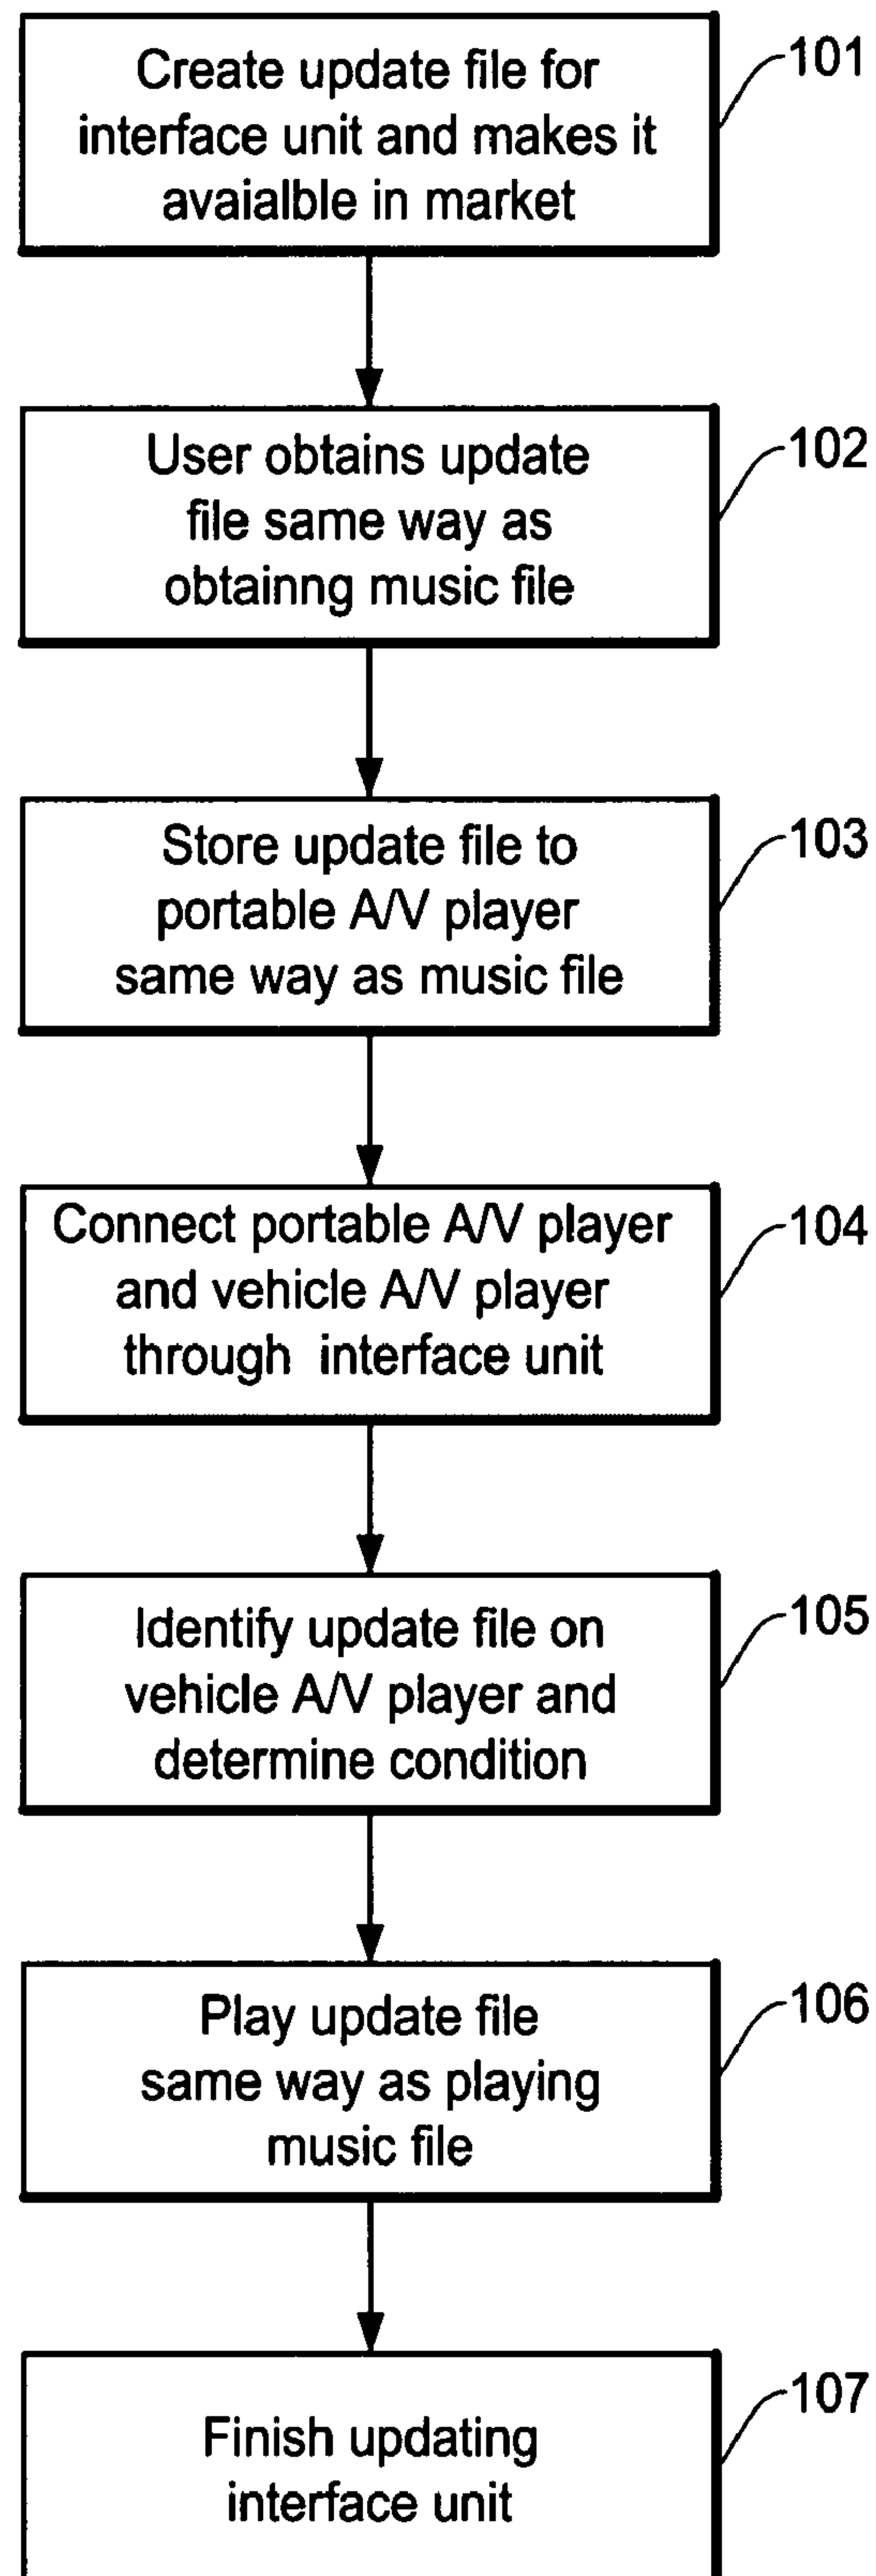 Create update file for
101
interface unit and makes it
avaialble in market
User obtains update
102
file same way as
obtainng music file
Store update file to
103
portable A/V player
same way as music file
Connect portable A/V player
104
and vehicle A/V player
through interface unit
Identify update file on
105
vehicle A/V player and
determine condition
Play update file
106
same way as playing
music file
107
Finish updating
interface unit